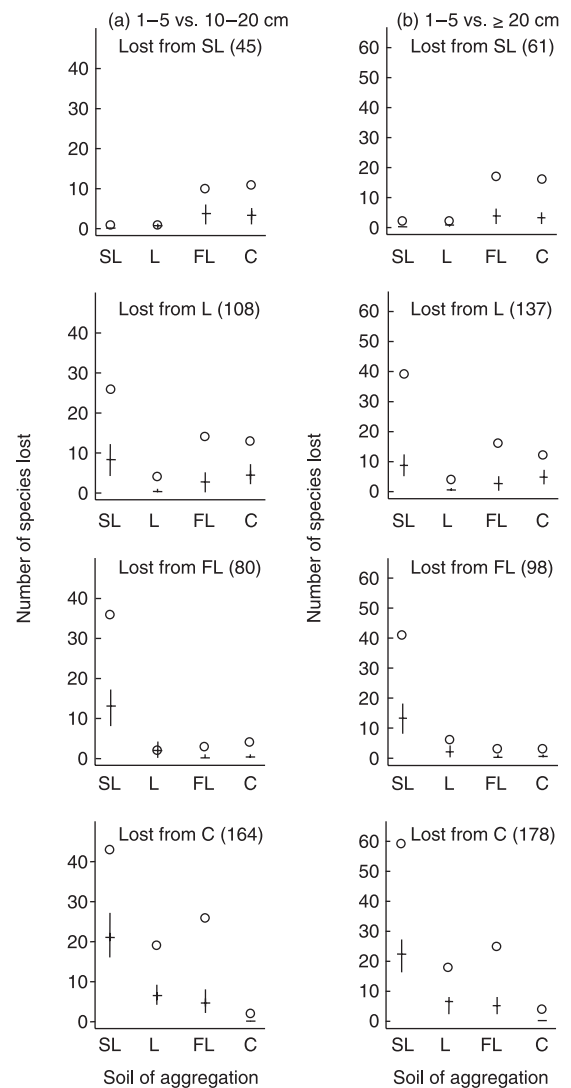 (a) 1–5 vs. 10–20 cm
Lost from SL (45)
40
30
20
10
0
SL L FL C
Lost from L (108)
40
30
20
10
0
SL L FL C
Lost from FL (80)
40
30
20
10
0
SL L FL C
Lost from C (164)
40
30
20
10
0
SL L FL C
Number of species lost
Soil of aggregation
(b) 1–5 vs. ≥ 20 cm
Lost from SL (61)
60
50
40
30
20
10
0
SL L FL C
Lost from L (137)
60
50
40
30
20
10
0
SL L FL C
Lost from FL (98)
60
50
40
30
20
10
0
SL L FL C
Lost from C (178)
60
50
40
30
20
10
0
SL L FL C
Number of species lost
Soil of aggregation